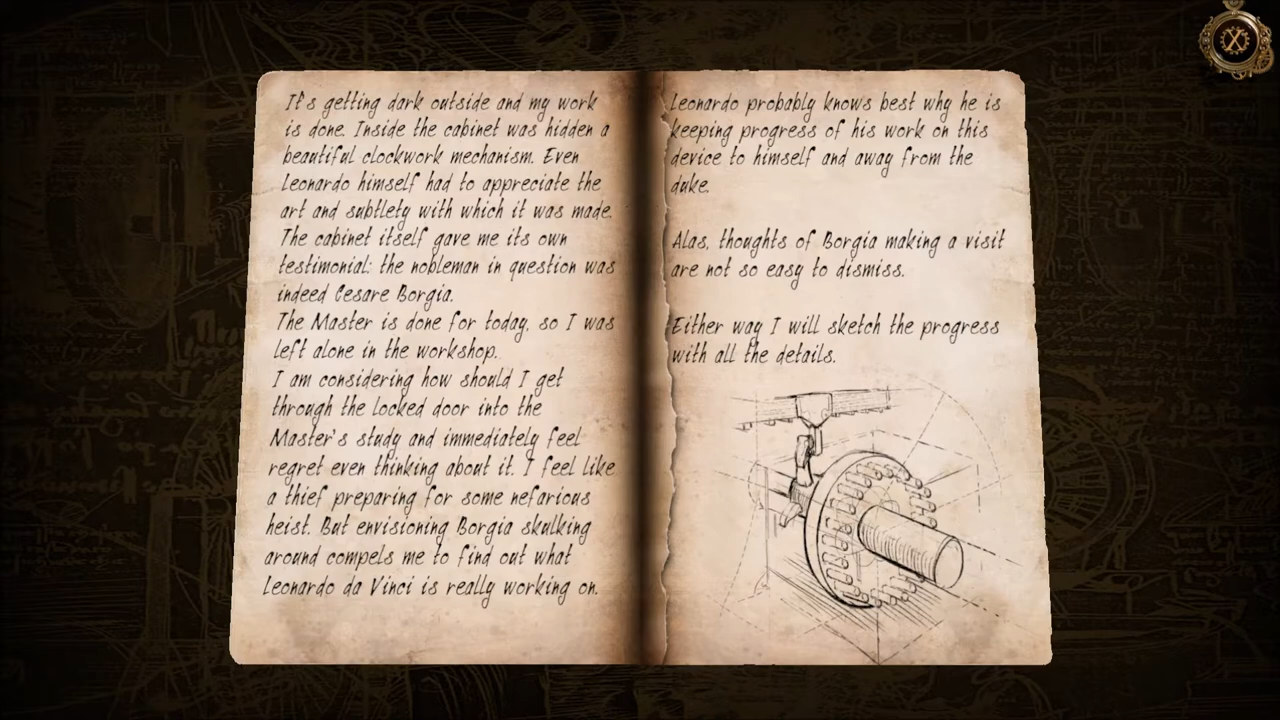 It's getting dark outside and my work
is done. Inside the cabinet was hidden a
beautiful clockwork mechanism. Even
Leonardo himself had to appreciate the
art and subtlety with which it was made.
The cabinet itself gave me its own
testimonial: the nobleman in question was
indeed Cesare Borgia.
The Master is done for today, so I was
left alone in the workshop.
I am considering how should I get
through the locked door into the
Master's study and immediately feel
regret even thinking about it. I feel like
a thief preparing for some nefarious
heist. But envisioning Borgia skulking
around compels me to find out what
Leonardo da Vinci is really working on.
Leonardo probably knows best why he is
keeping progress of his work on this
device to himself and away from the
duke.
Alas, thoughts of Borgia making a visit
are not so easy to dismiss.
Either way I will sketch the progress
with all the details.